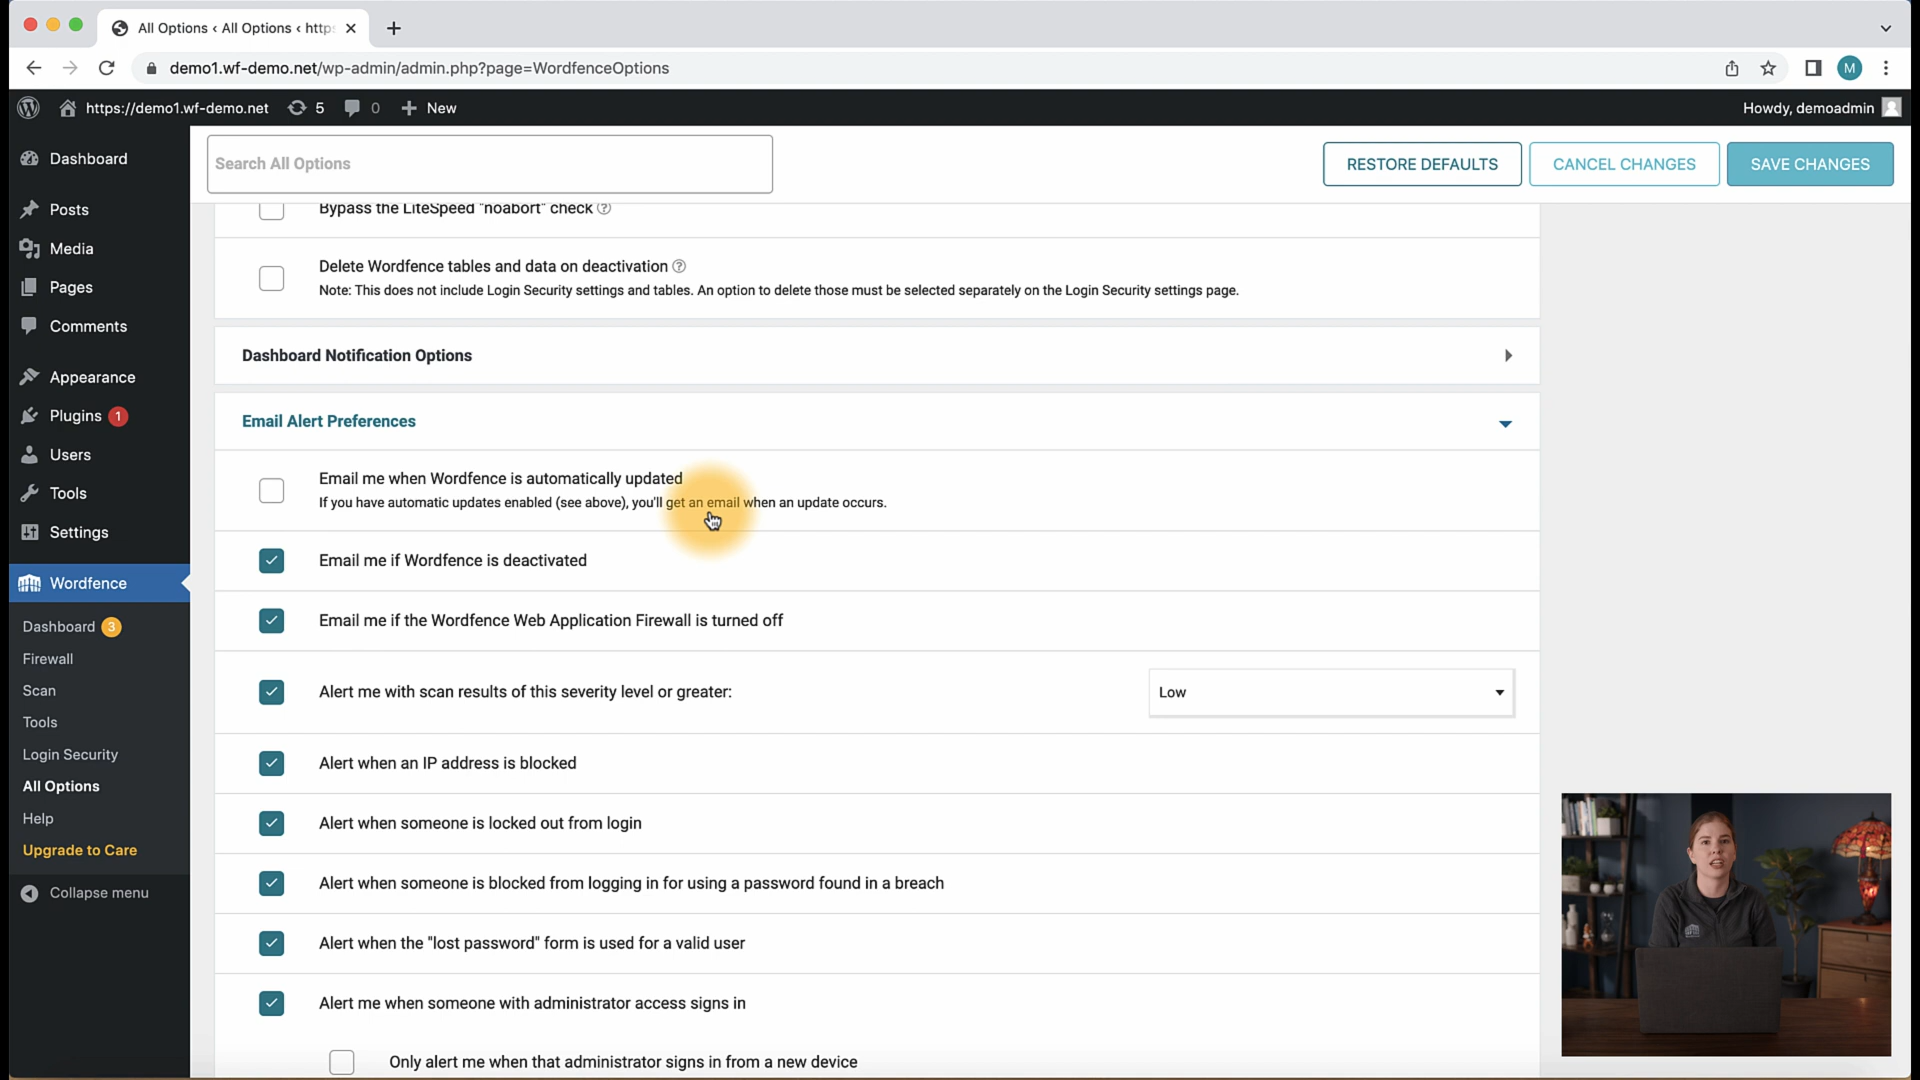 All Options ‹ All Options ‹ https
demo1.wf-demo.net/wp-admin/admin.php?page=WordfenceOptions
M
https://demo1.wf-demo.net
5
0
New
Howdy, demoadmin
Dashboard
Posts
Media
Pages
Comments
Appearance
Plugins 1
Users
Tools
Settings
Wordfence
Dashboard 3
Firewall
Scan
Tools
Login Security
All Options
Help
Upgrade to Care
Collapse menu
Search All Options
RESTORE DEFAULTS
CANCEL CHANGES
SAVE CHANGES
Bypass the LiteSpeed "noabort" check ?
Delete Wordfence tables and data on deactivation ?
Note: This does not include Login Security settings and tables. An option to delete those must be selected separately on the Login Security settings page.
Dashboard Notification Options
Email Alert Preferences
Email me when Wordfence is automatically updated
If you have automatic updates enabled (see above), you'll get an email when an update occurs.
Email me if Wordfence is deactivated
Email me if the Wordfence Web Application Firewall is turned off
Alert me with scan results of this severity level or greater:
Low
Alert when an IP address is blocked
Alert when someone is locked out from login
Alert when someone is blocked from logging in for using a password found in a breach
Alert when the "lost password" form is used for a valid user
Alert me when someone with administrator access signs in
Only alert me when that administrator signs in from a new device